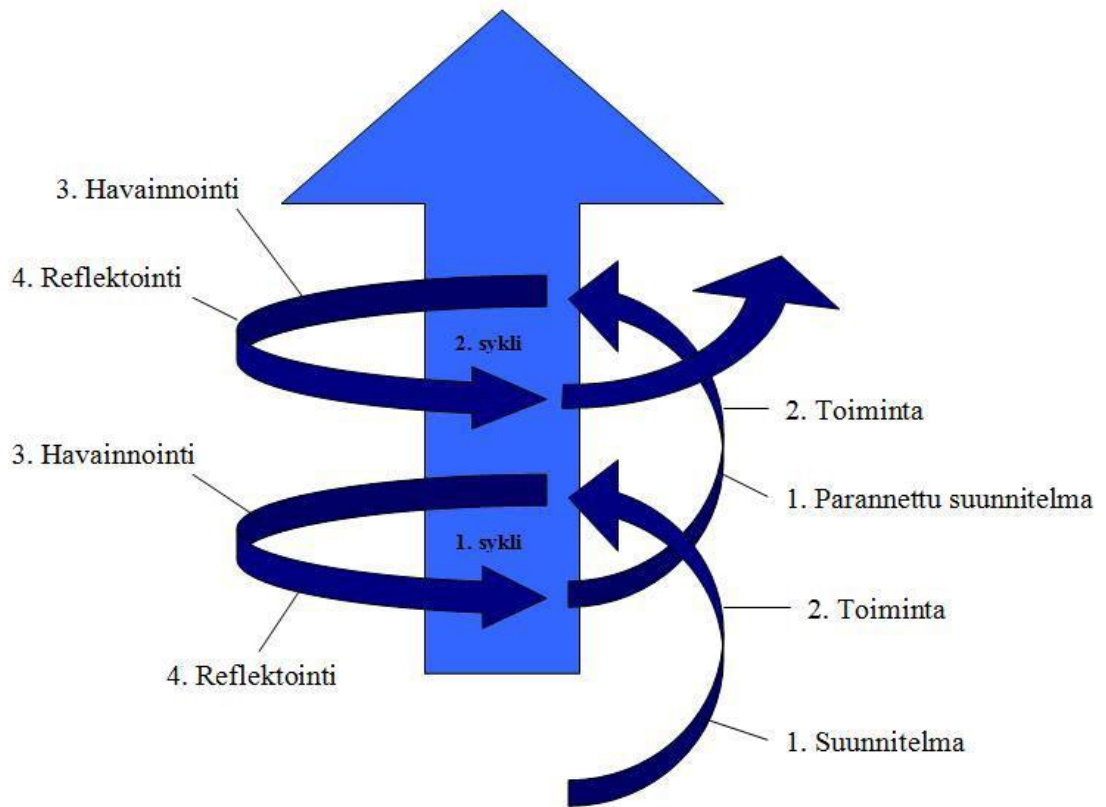 3. Havainnointi
4. Reflektointi
2. sykli
2. Toiminta
3. Havainnointi
1. Parannettu suunnitelma
1. sykli
2. Toiminta
4. Reflektointi
1. Suunnitelma